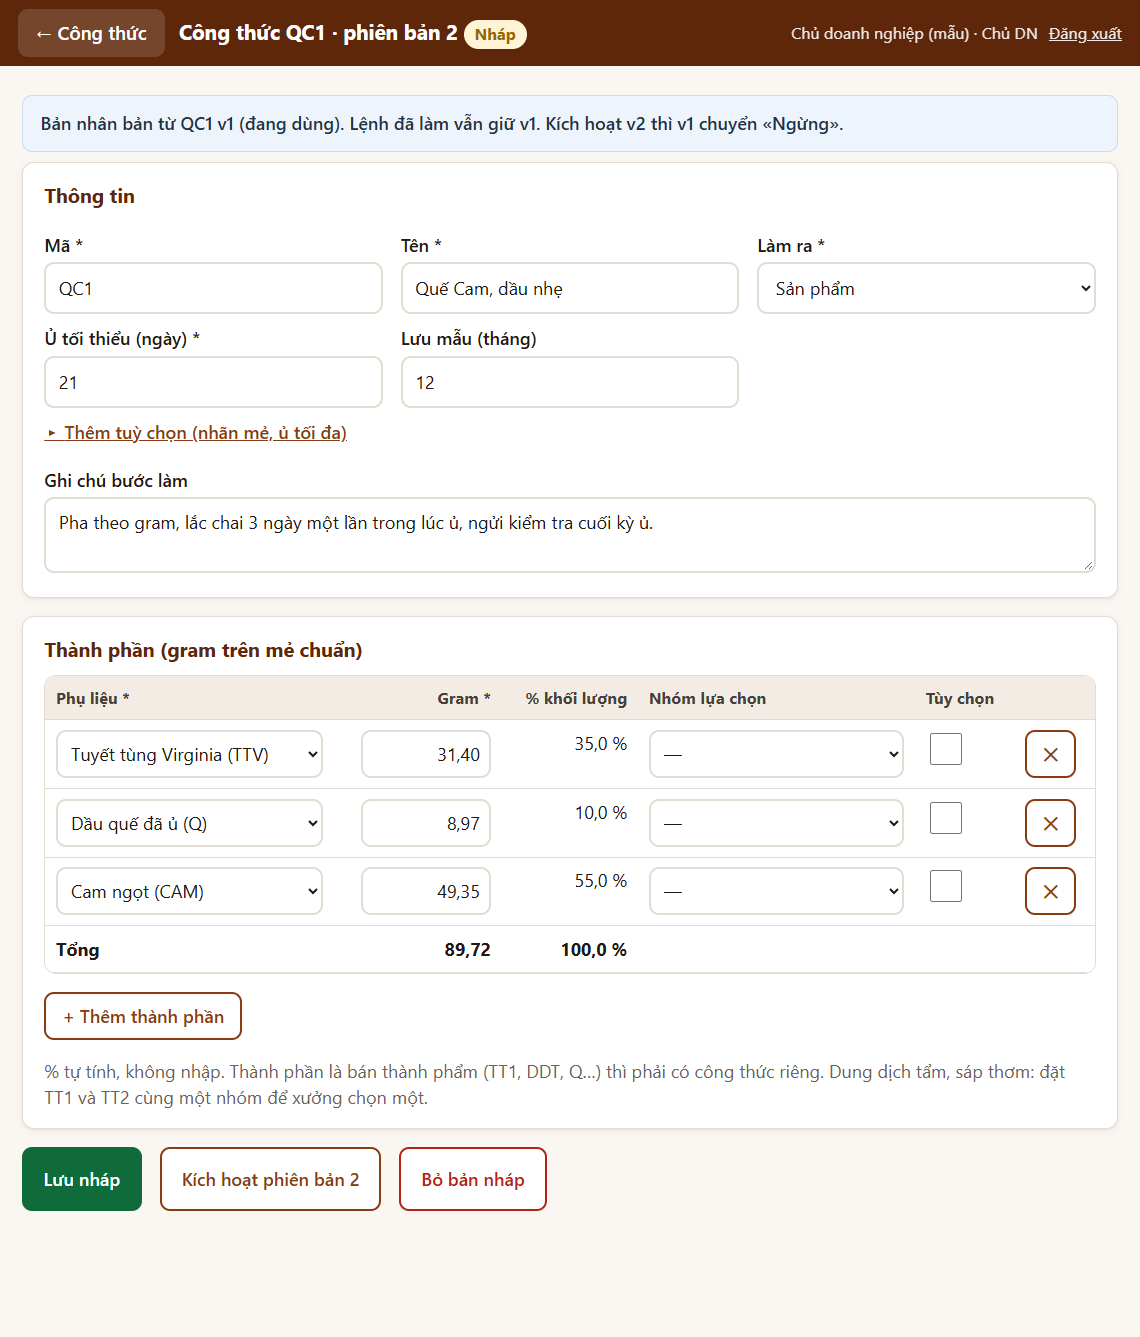 ← Công thức
Công thức QC1 · phiên bản 2 Nháp
Chủ doanh nghiệp (mẫu) · Chủ DN Đăng xuất
Bản nhân bản từ QC1 v1 (đang dùng). Lệnh đã làm vẫn giữ v1. Kích hoạt v2 thì v1 chuyển «Ngừng».
Thông tin
Mã * Tên * Làm ra *
QC1 Quế Cam, dầu nhẹ Sản phẩm
Ủ tối thiểu (ngày) * Lưu mẫu (tháng)
21 12
▸ Thêm tuỳ chọn (nhãn mẻ, ủ tối đa)
Ghi chú bước làm
Pha theo gram, lắc chai 3 ngày một lần trong lúc ủ, ngửi kiểm tra cuối kỳ ủ.
Thành phần (gram trên mẻ chuẩn)
Phụ liệu * Gram * % khối lượng Nhóm lựa chọn Tùy chọn
Tuyết tùng Virginia (TTV) 31,40 35,0 % — ×
Dầu quế đã ủ (Q) 8,97 10,0 % — ×
Cam ngọt (CAM) 49,35 55,0 % — ×
Tổng 89,72 100,0 %
+ Thêm thành phần
% tự tính, không nhập. Thành phần là bán thành phẩm (TT1, DDT, Q...) thì phải có công thức riêng. Dung dịch tẩm, sáp thơm: đặt
TT1 và TT2 cùng một nhóm để xưởng chọn một.
Lưu nháp Kích hoạt phiên bản 2 Bỏ bản nháp